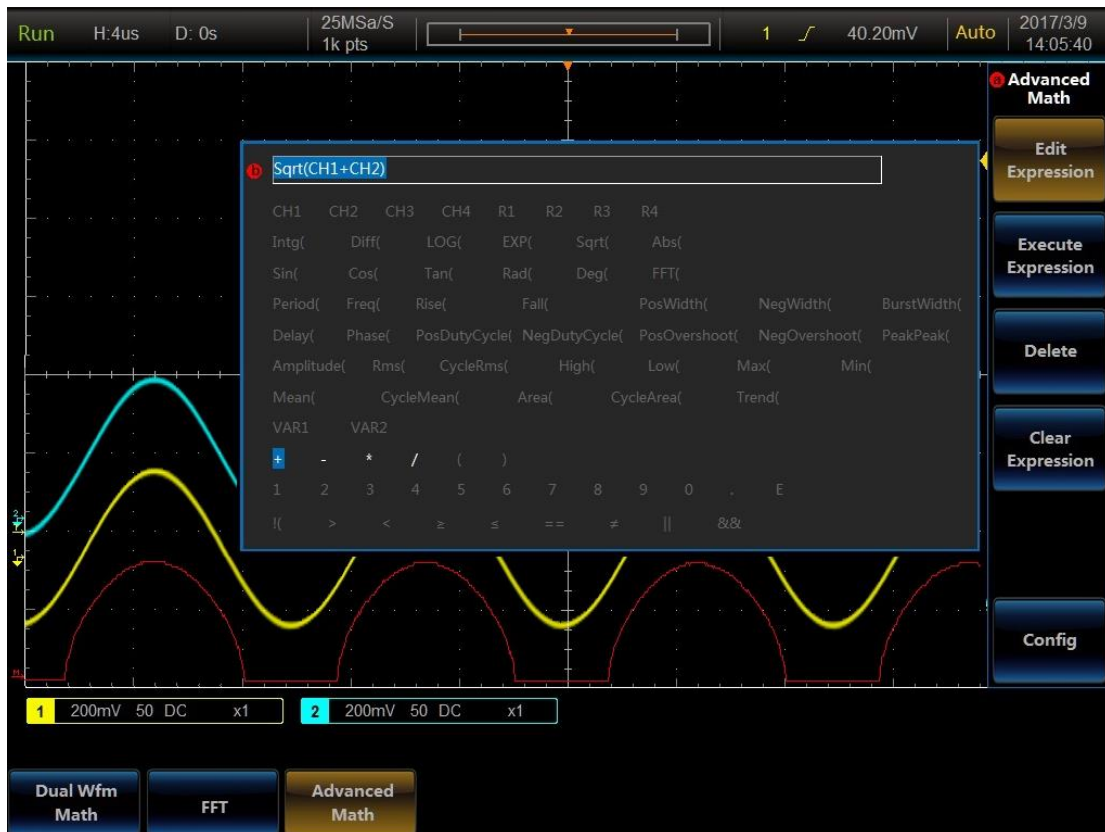 Run H:4us D: 0s 25MSa/S 1k pts 1 40.20mV Auto 2017/3/9 14:05:40
a Advanced Math
Edit Expression
b Sqrt(CH1+CH2)
CH1 CH2 CH3 CH4 R1 R2 R3 R4
Intg( Diff( LOG( EXP( Sqrt( Abs(
Execute Expression
Sin( Cos( Tan( Rad( Deg( FFT(
Period( Freq( Rise( Fall( PosWidth( NegWidth( BurstWidth(
Delay( Phase( PosDutyCycle( NegDutyCycle( PosOvershoot( NegOvershoot( PeakPeak(
Delete
Amplitude( Rms( CycleRms( High( Low( Max( Min(
Mean( CycleMean( Area( CycleArea( Trend(
VAR1 VAR2
Clear Expression
+ - * / ( )
1 2 3 4 5 6 7 8 9 0 . E
!( > < ≥ ≤ == ≠ || &&
2
1
Config
M
1 200mV 50 DC x1 2 200mV 50 DC x1
Dual Wfm Math FFT Advanced Math